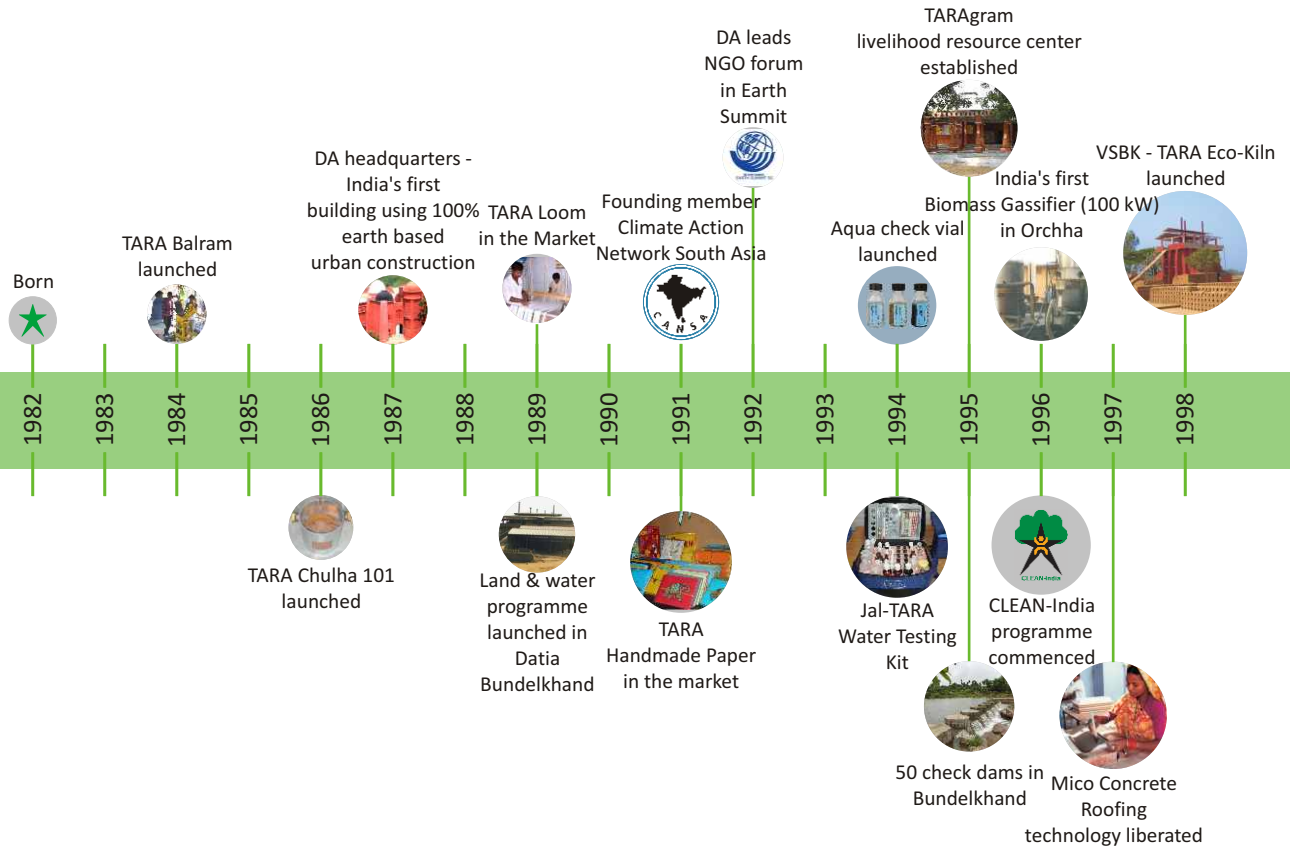 Born
TARA Balram
launched
DA headquarters -
India's first
building using 100%
earth based
urban construction
TARA Loom
in the Market
Founding member
Climate Action
Network South Asia
CANSA
DA leads
NGO forum
in Earth
Summit
Aqua check vial
launched
TARAgram
livelihood resource center
established
India's first
Biomass Gassifier (100 kW)
in Orchha
VSBK - TARA Eco-Kiln
launched
1982
1983
1984
1985
1986
1987
1988
1989
1990
1991
1992
1993
1994
1995
1996
1997
1998
TARA Chulha 101
launched
Land & water
programme
launched in
Datia
Bundelkhand
TARA
Handmade Paper
in the market
Jal-TARA
Water Testing
Kit
50 check dams in
Bundelkhand
CLEAN-India
CLEAN-India
programme
commenced
Mico Concrete
Roofing
technology liberated